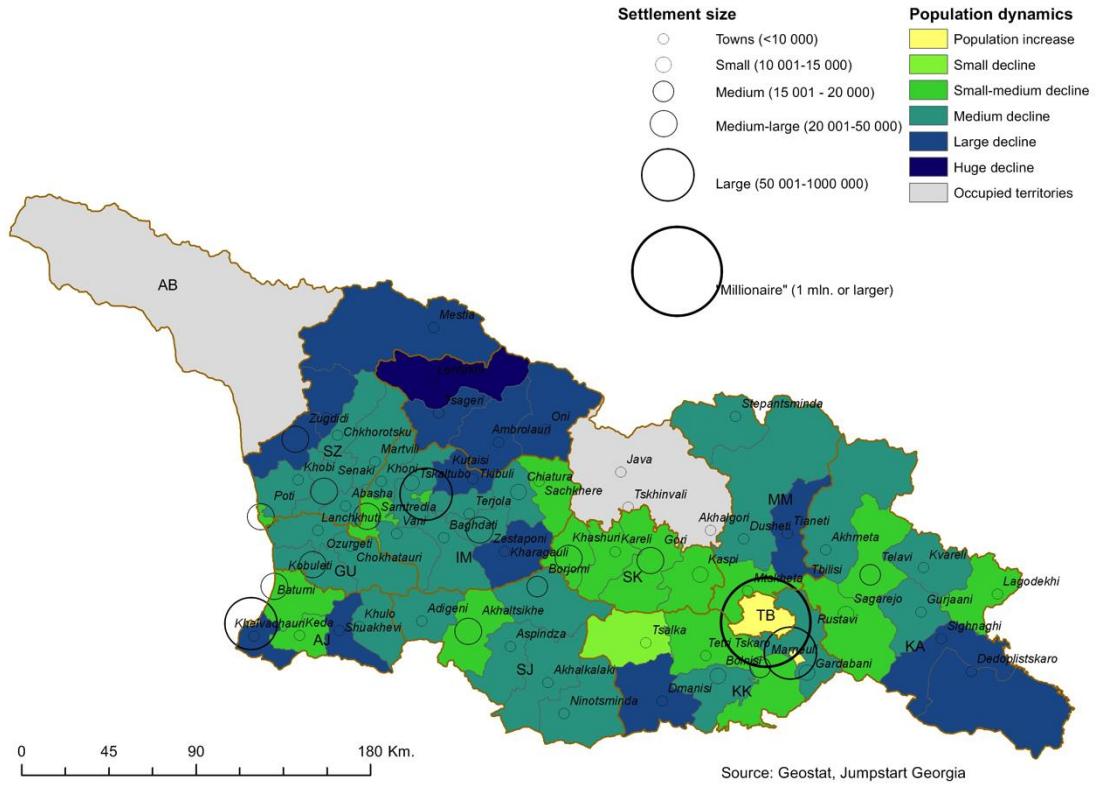 Settlement size
Towns (<10 000)
Small (10 001-15 000)
Medium (15 001 - 20 000)
Medium-large (20 001-50 000)
Large (50 001-1000 000)
"Millionaire" (1 mln. or larger)
Population dynamics
Population increase
Small decline
Small-medium decline
Medium decline
Large decline
Huge decline
Occupied territories
AB
Mestia
Lentekhi
Tsageri
Oni
Ambrolauri
Zugdidi
Chkhorotsku
SZ
Martvili
Khobi
Senaki
Khoni
Kutaisi
Tskaltubo
Tkibuli
Chiatura
Sachkhere
Poti
Abasha
Samtredia
Terjola
Lanchkhuti
Vani
Baghdati
Zestaponi
Ozurgeti
Chokhatauri
IM
Kharagauli
GU
Kobuleti
Batumi
Khelvachauri
Keda
AJ
Shuakhevi
Khulo
Adigeni
Akhaltsikhe
Borjomi
Aspindza
SJ
Akhalkalaki
Ninotsminda
Java
Tskhinvali
Akhalgori
Khashuri
Kareli
Gori
SK
Kaspi
Stepantsminda
MM
Dusheti
Tianeti
Akhmeta
Tbilisi
Mtskheta
TB
Telavi
Kvareli
Lagodekhi
Sagarejo
Gurjaani
Rustavi
KA
Sighnaghi
Dedoplistskaro
Tsalka
Tetri Tskaro
Marneuli
Bolnisi
Gardabani
KK
Dmanisi
0 45 90 180 Km.
Source: Geostat, Jumpstart Georgia